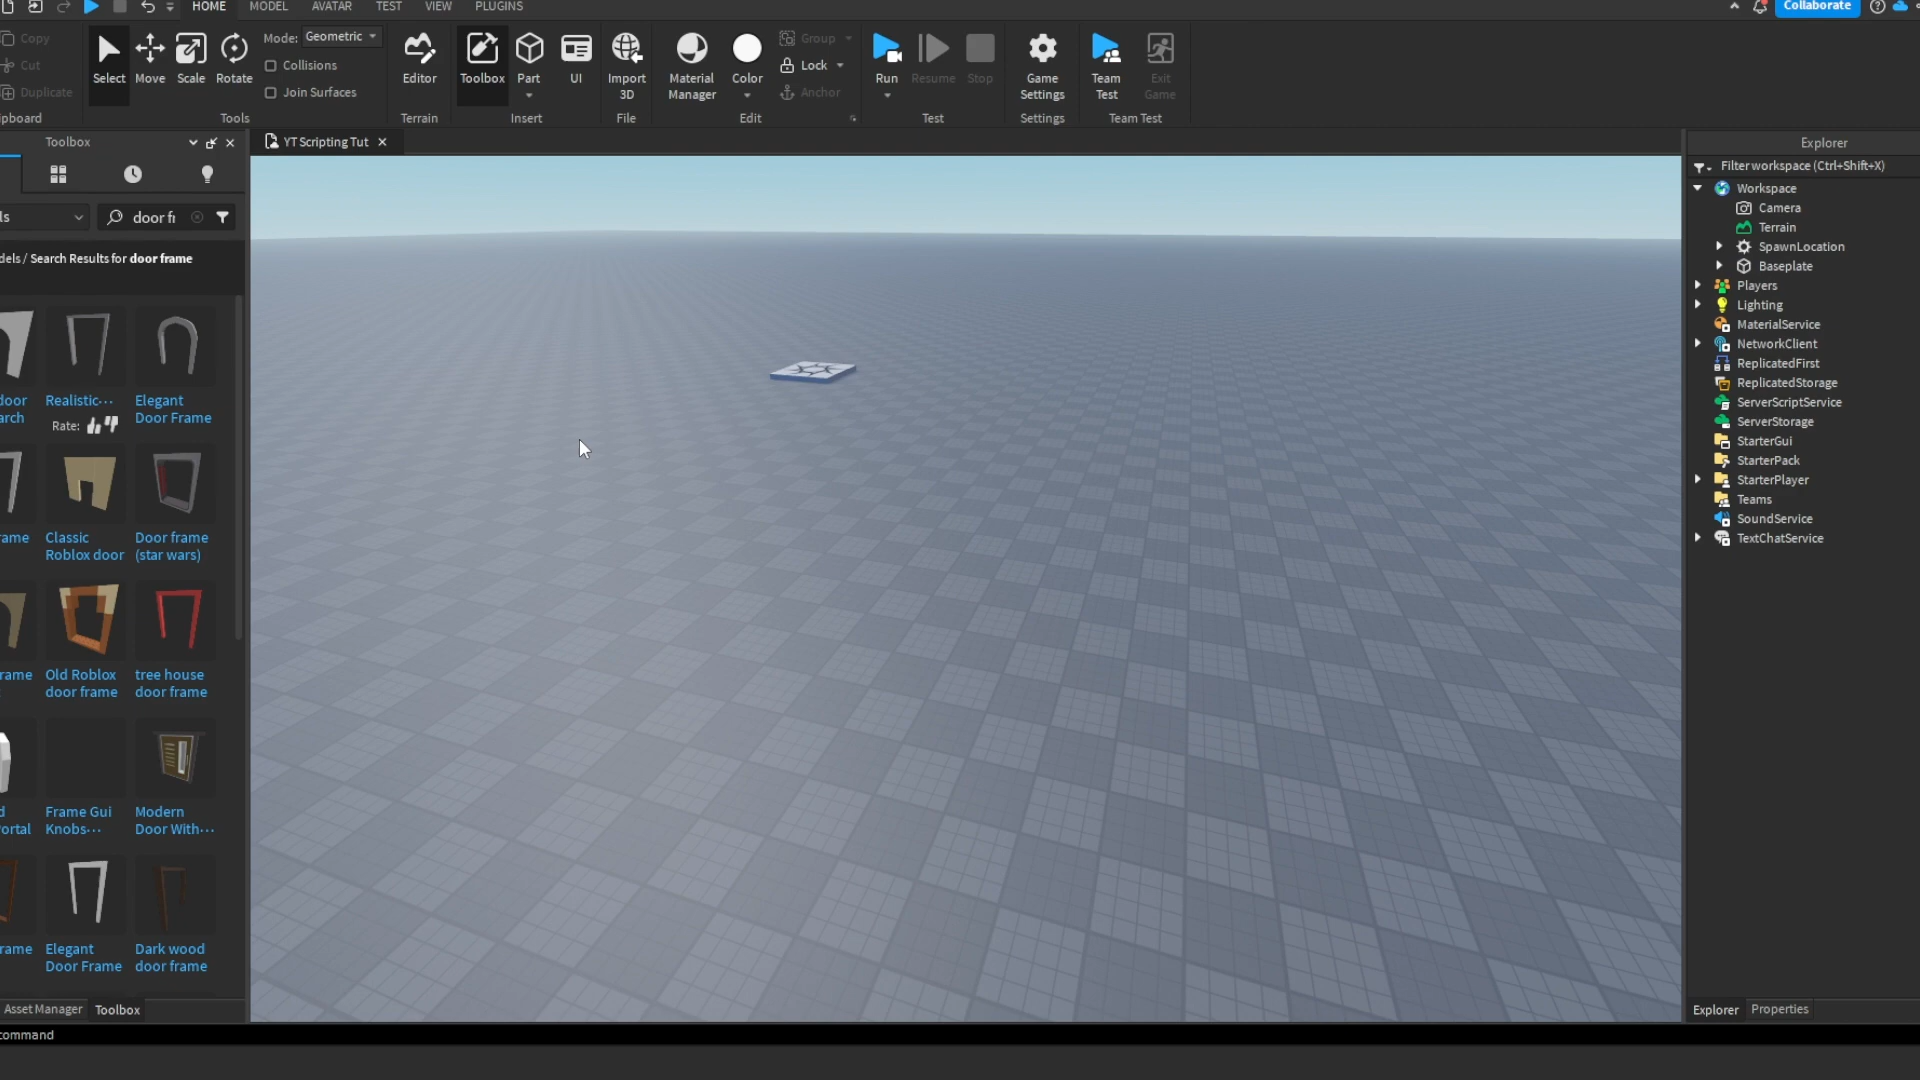 HOME MODEL AVATAR TEST VIEW PLUGINS Collaborate
Copy
Cut
Duplicate
Select Move Scale Rotate
Mode: Geometric
Collisions
Join Surfaces
Editor
Toolbox Part UI
Import
3D
Material
Manager
Color
Group
Lock
Anchor
Run Resume Stop
Game
Settings
Team
Test
Exit
Game
ipboard Tools Terrain Insert File Edit Test Settings Team Test
Toolbox
YT Scripting Tut
Explorer
ls
door fi
dels / Search Results for door frame
door
arch
Realistic···
Rate:
Elegant
Door Frame
rame
Classic
Roblox door
Door frame
(star wars)
rame
Old Roblox
door frame
tree house
door frame
d
ortal
Frame Gui
Knobs···
Modern
Door With···
rame
Elegant
Door Frame
Dark wood
door frame
Asset Manager Toolbox
command
Filter workspace (Ctrl+Shift+X)
Workspace
Camera
Terrain
SpawnLocation
Baseplate
Players
Lighting
MaterialService
NetworkClient
ReplicatedFirst
ReplicatedStorage
ServerScriptService
ServerStorage
StarterGui
StarterPack
StarterPlayer
Teams
SoundService
TextChatService
Explorer Properties